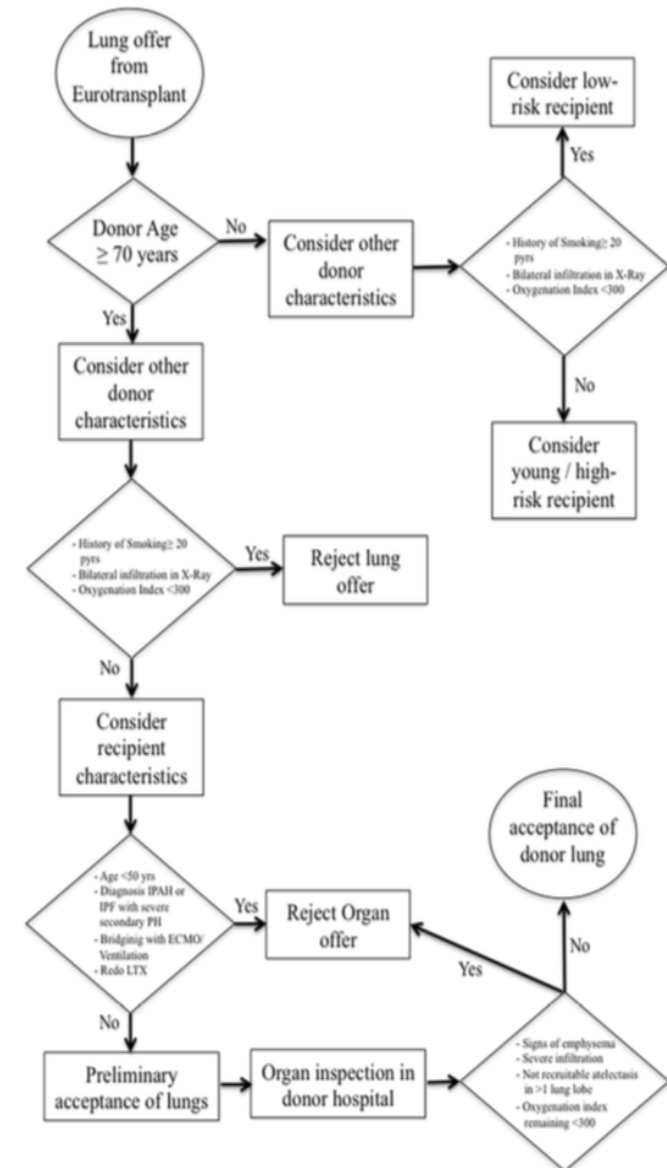 Lung offer
from
Eurotransplant
Donor Age
≥ 70 years
No
Consider other
donor
characteristics
- History of Smoking≥ 20
pyrs
- Bilateral infiltration in X-Ray
- Oxygenation Index <300
Yes
Consider low-
risk recipient
No
Consider
young / high-
risk recipient
Yes
Consider other
donor
characteristics
- History of Smoking≥ 20
pyrs
- Bilateral infiltration in X-Ray
- Oxygenation Index <300
Yes
Reject lung
offer
No
Consider
recipient
characteristics
- Age <50 yrs
- Diagnosis IPAH or
IPF with severe
secondary PH
- Bridginig with ECMO/
Ventilation
- Redo LTX
Yes
Reject Organ
offer
No
Preliminary
acceptance of lungs
Organ inspection in
donor hospital
- Signs of emphysema
- Severe infiltration
- Not recruitable atelectasis
in >1 lung lobe
- Oxygenation index
remaining <300
Yes
No
Final
acceptance of
donor lung